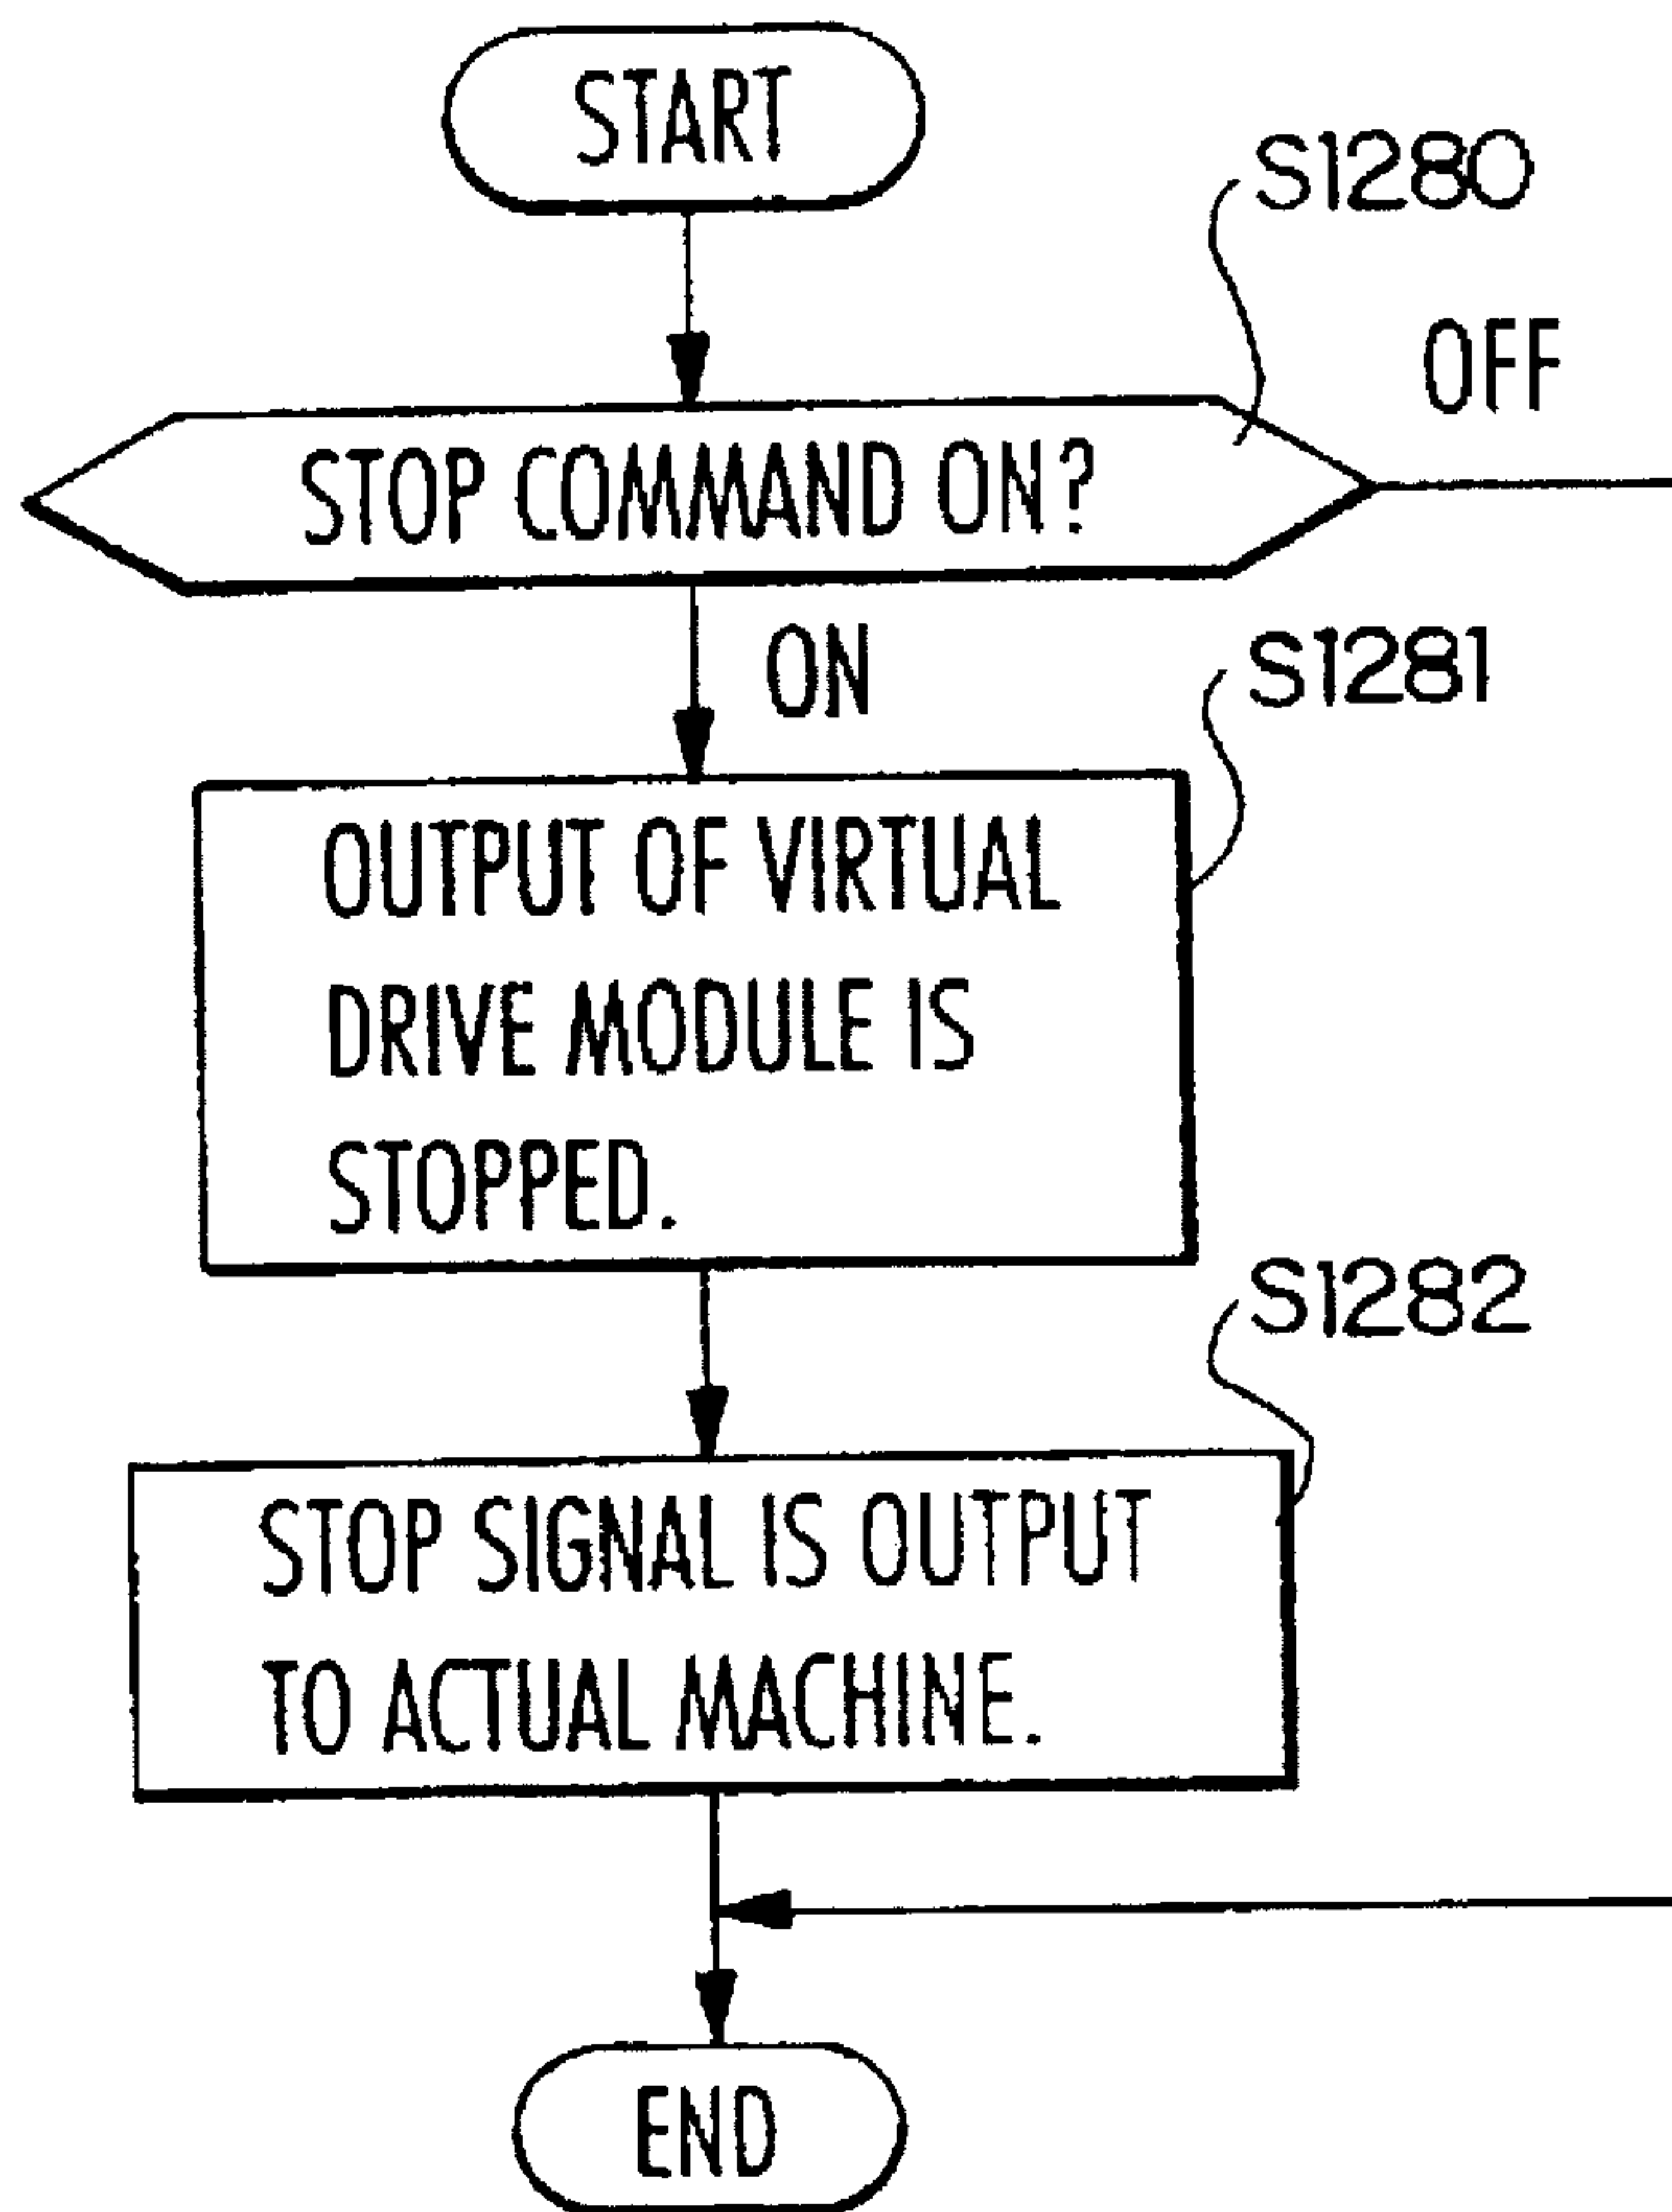 START
S1280
OFF
STOP COMMAND ON?
ON
S1281
OUTPUT OF VIRTUAL
DRIVE MODULE IS
STOPPED.
S1282
STOP SIGNAL IS OUTPUT
TO ACTUAL MACHINE.
END